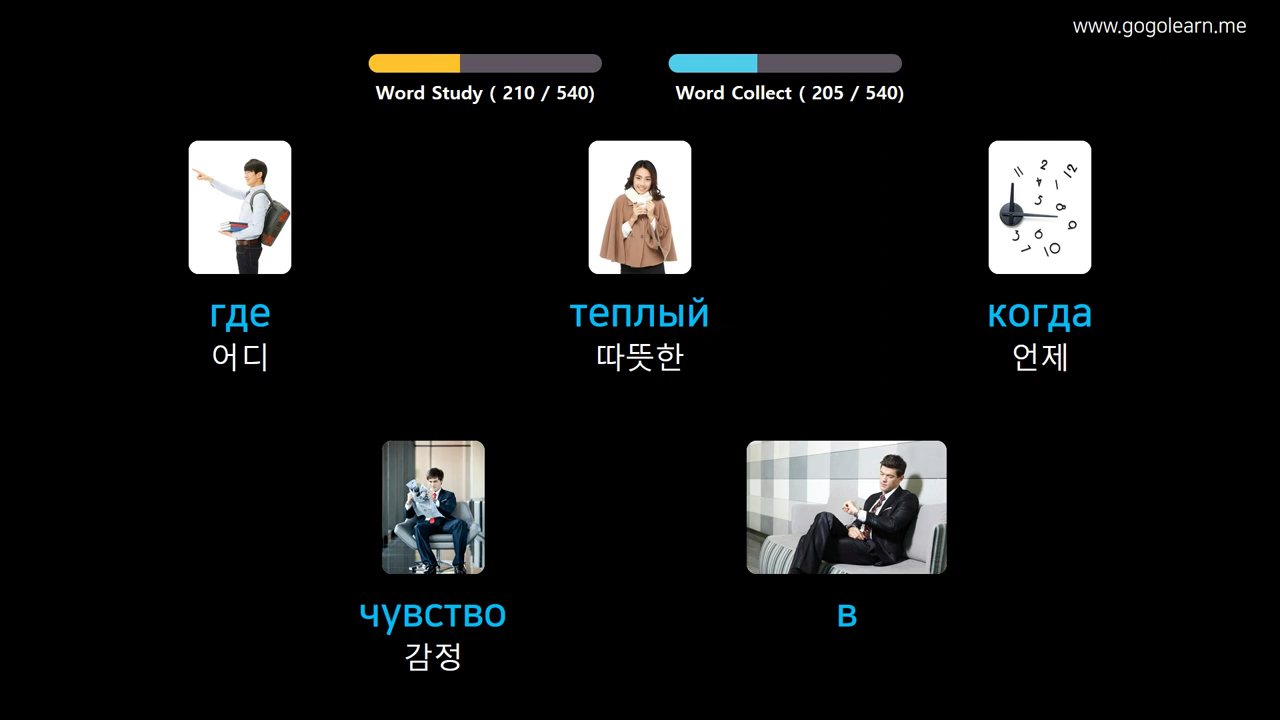 www.gogolearn.me
Word Study ( 210 / 540)
Word Collect ( 205 / 540)
где
어디
теплый
따뜻한
когда
언제
чувство
감정
в